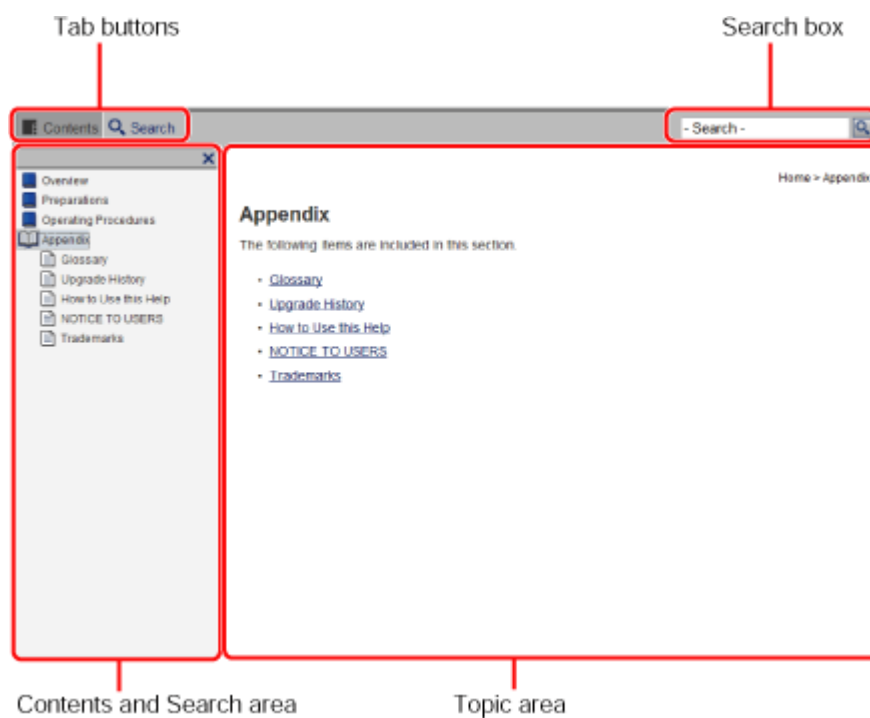 Tab buttons
Search box
Contents
Search
- Search -
Home > Appendix
Overview
Preparations
Operating Procedures
Appendix
Glossary
Upgrade History
How to Use this Help
NOTICE TO USERS
Trademarks
Appendix
The following items are included in this section.
Glossary
Upgrade History
How to Use this Help
NOTICE TO USERS
Trademarks
Contents and Search area
Topic area